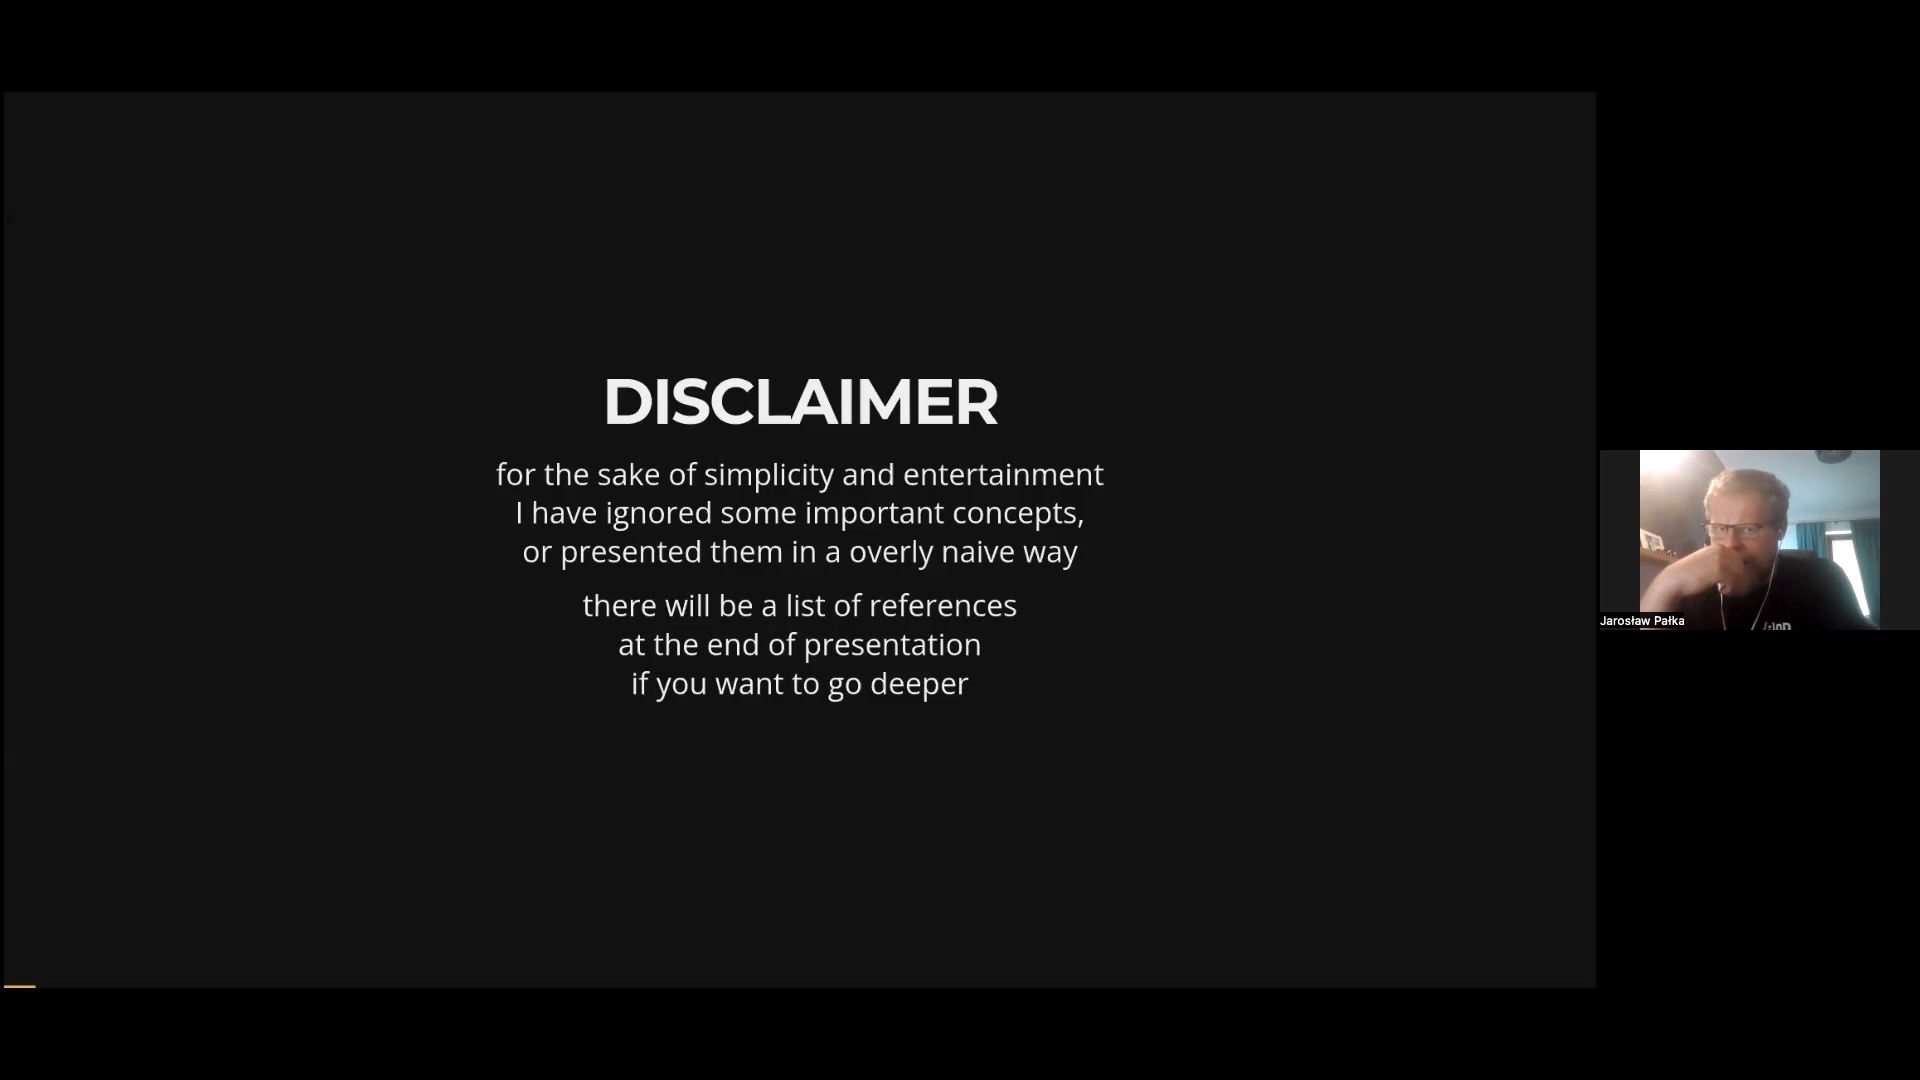 DISCLAIMER
for the sake of simplicity and entertainment
I have ignored some important concepts,
or presented them in a overly naive way
there will be a list of references
at the end of presentation
if you want to go deeper
Jarosław Pałka